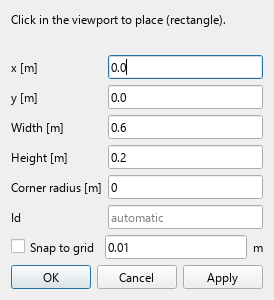 Click in the viewport to place (rectangle).
x [m] 0.0
y [m] 0.0
Width [m] 0.6
Height [m] 0.2
Corner radius [m] 0
Id automatic
Snap to grid 0.01 m
OK Cancel Apply